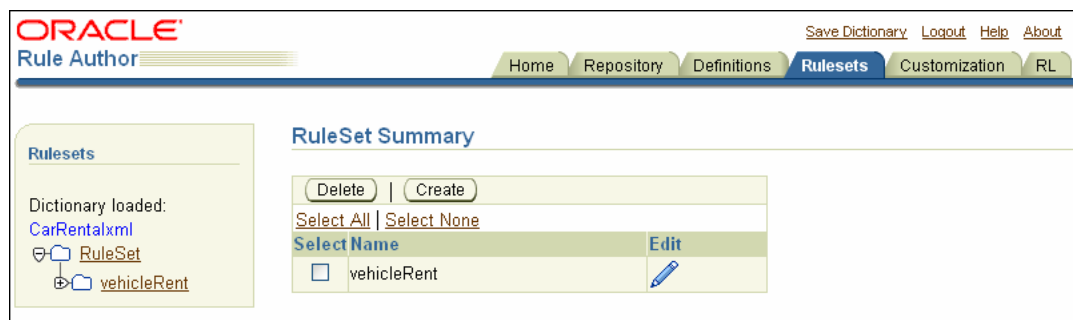 ORACLE
Rule Author
Save Dictionary Logout Help About
Home Repository Definitions Rulesets Customization RL
Rulesets
Dictionary loaded:
CarRentalxml
RuleSet
vehicleRent
RuleSet Summary
Delete | Create
Select All | Select None
Select Name Edit
vehicleRent